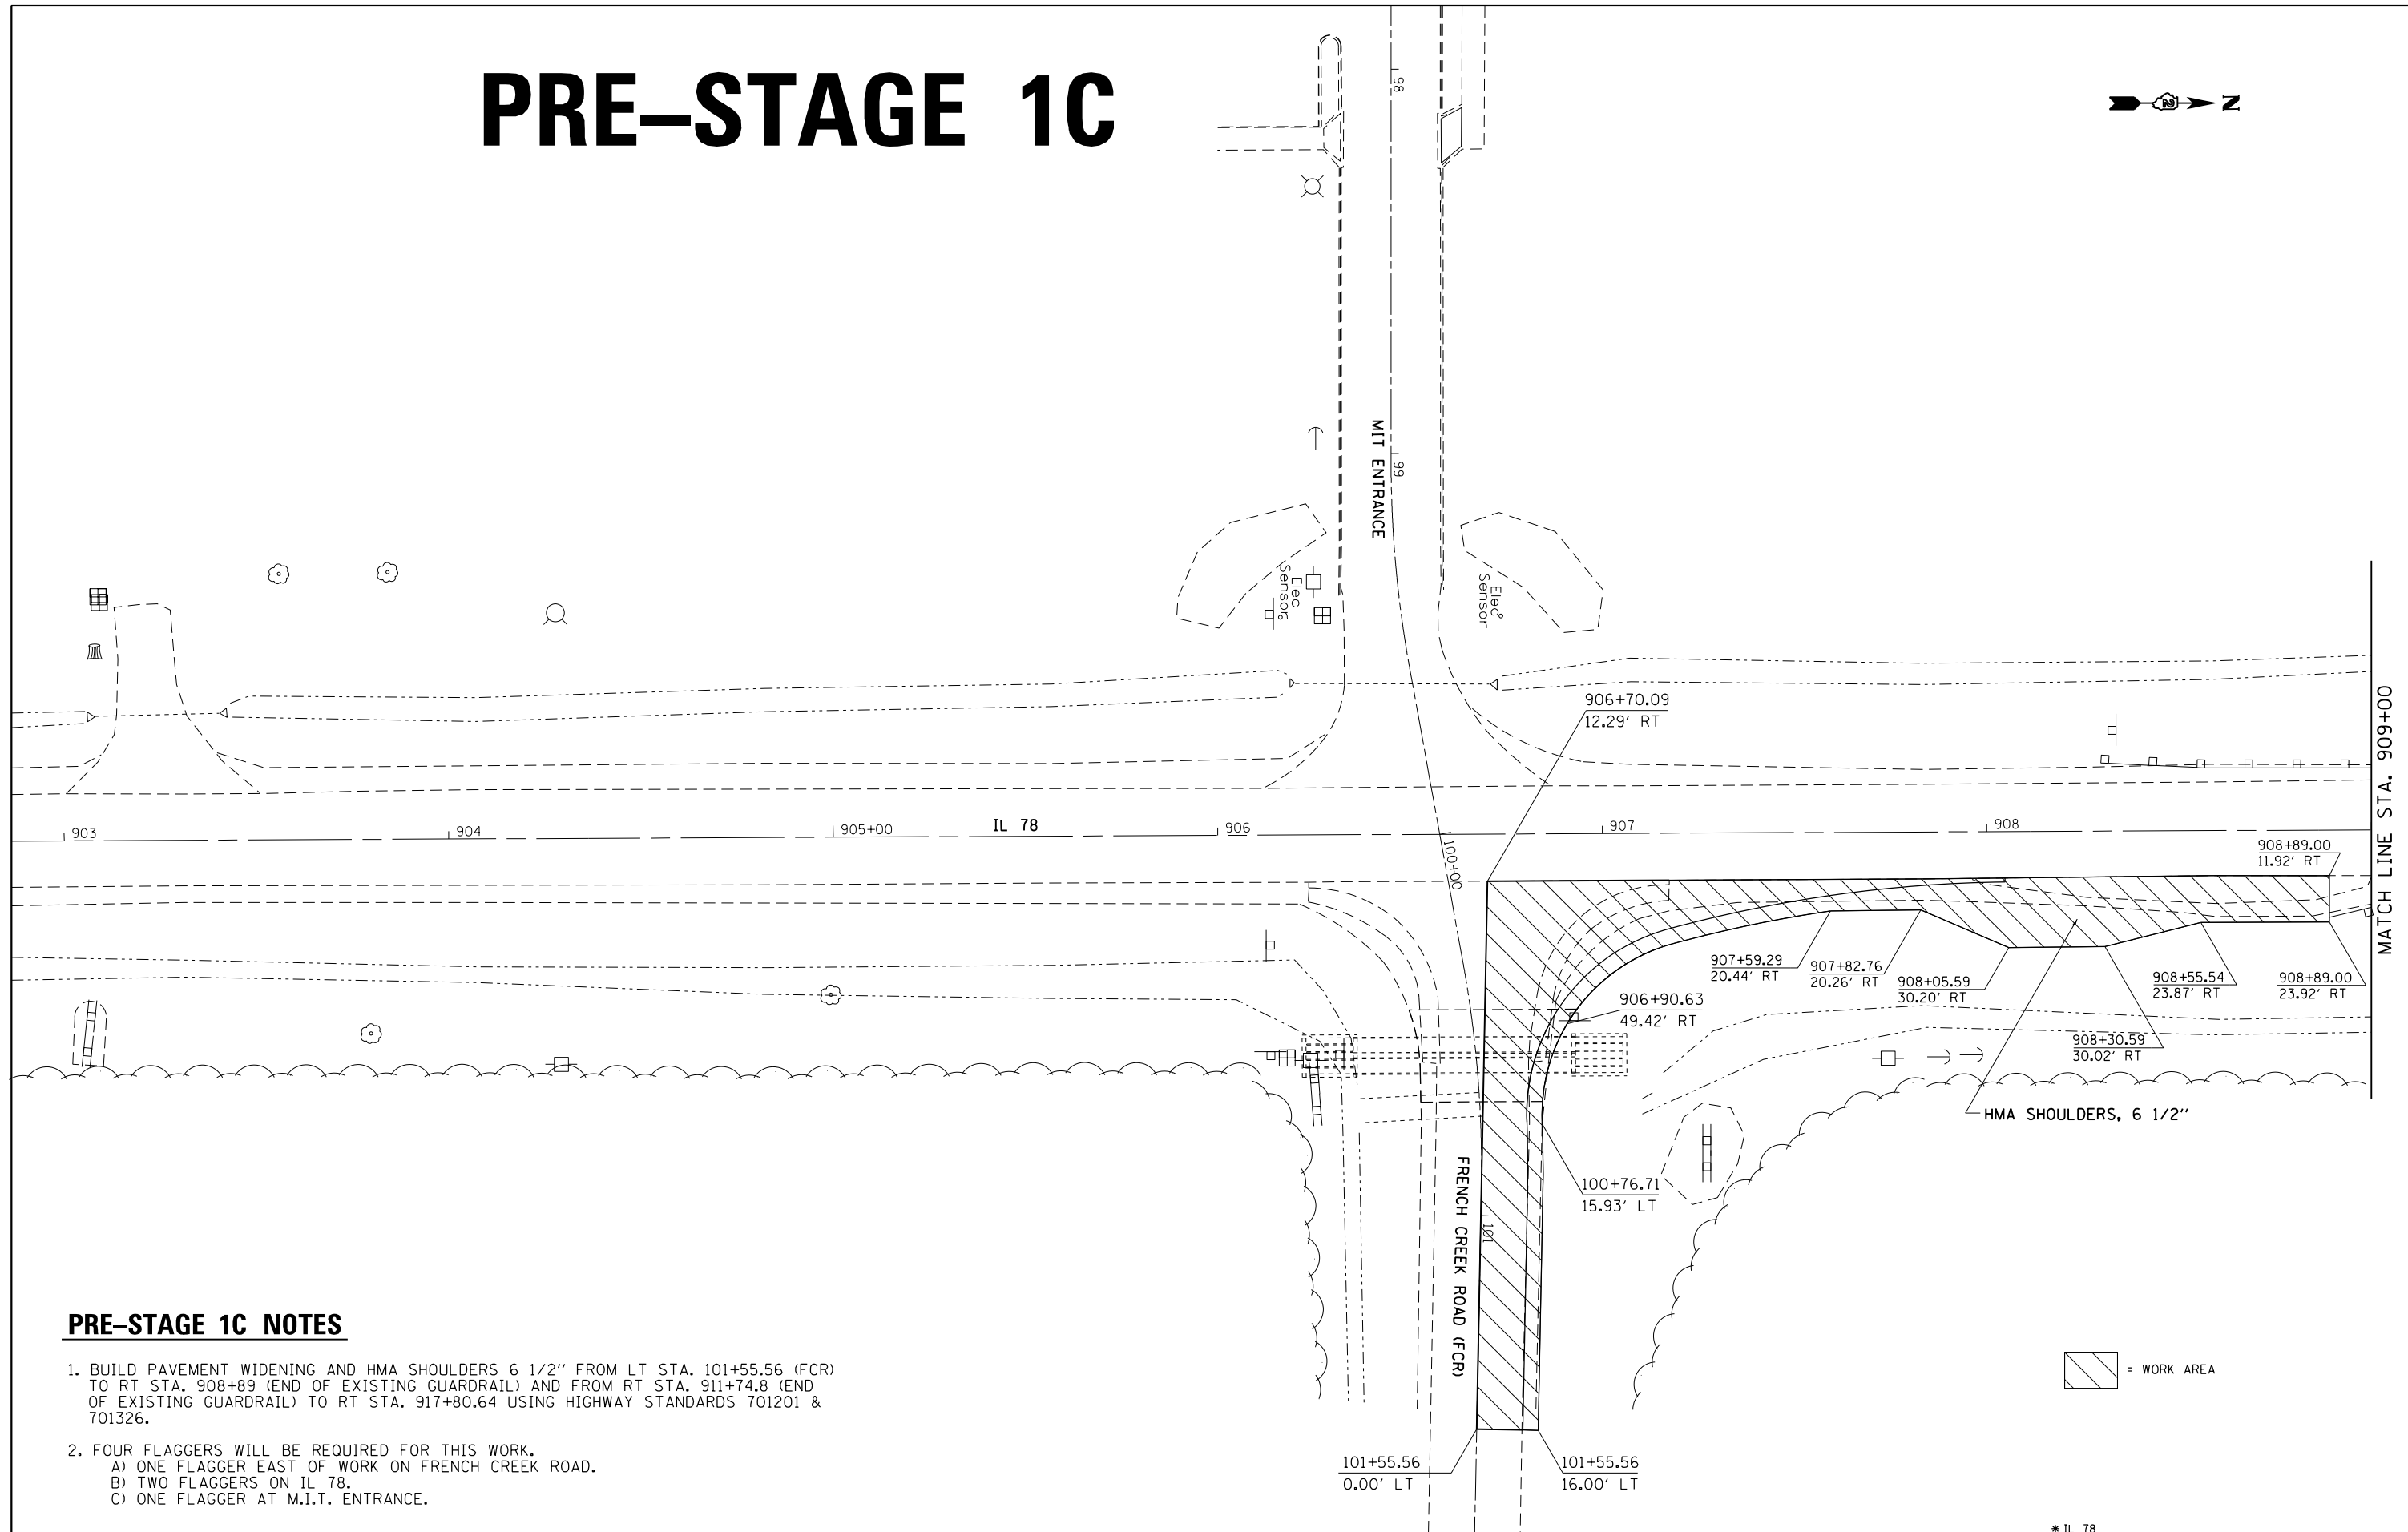 PRE–STAGE 1C
N
98
MIT ENTRANCE
99
Elec
Sensor
Elec
Sensor
906+70.09
12.29' RT
MATCH LINE STA. 909+00
903
904
905+00
IL 78
906
907
908
100+00
908+89.00
11.92' RT
907+59.29
20.44' RT
907+82.76
20.26' RT
908+05.59
30.20' RT
908+55.54
23.87' RT
908+89.00
23.92' RT
906+90.63
49.42' RT
908+30.59
30.02' RT
HMA SHOULDERS, 6 1/2''
100+76.71
15.93' LT
FRENCH CREEK ROAD (FCR)
101
PRE–STAGE 1C NOTES
1. BUILD PAVEMENT WIDENING AND HMA SHOULDERS 6 1/2'' FROM LT STA. 101+55.56 (FCR)
TO RT STA. 908+89 (END OF EXISTING GUARDRAIL) AND FROM RT STA. 911+74.8 (END
OF EXISTING GUARDRAIL) TO RT STA. 917+80.64 USING HIGHWAY STANDARDS 701201 &
701326.
2. FOUR FLAGGERS WILL BE REQUIRED FOR THIS WORK.
A) ONE FLAGGER EAST OF WORK ON FRENCH CREEK ROAD.
B) TWO FLAGGERS ON IL 78.
C) ONE FLAGGER AT M.I.T. ENTRANCE.
= WORK AREA
101+55.56
0.00' LT
101+55.56
16.00' LT
* IL 78